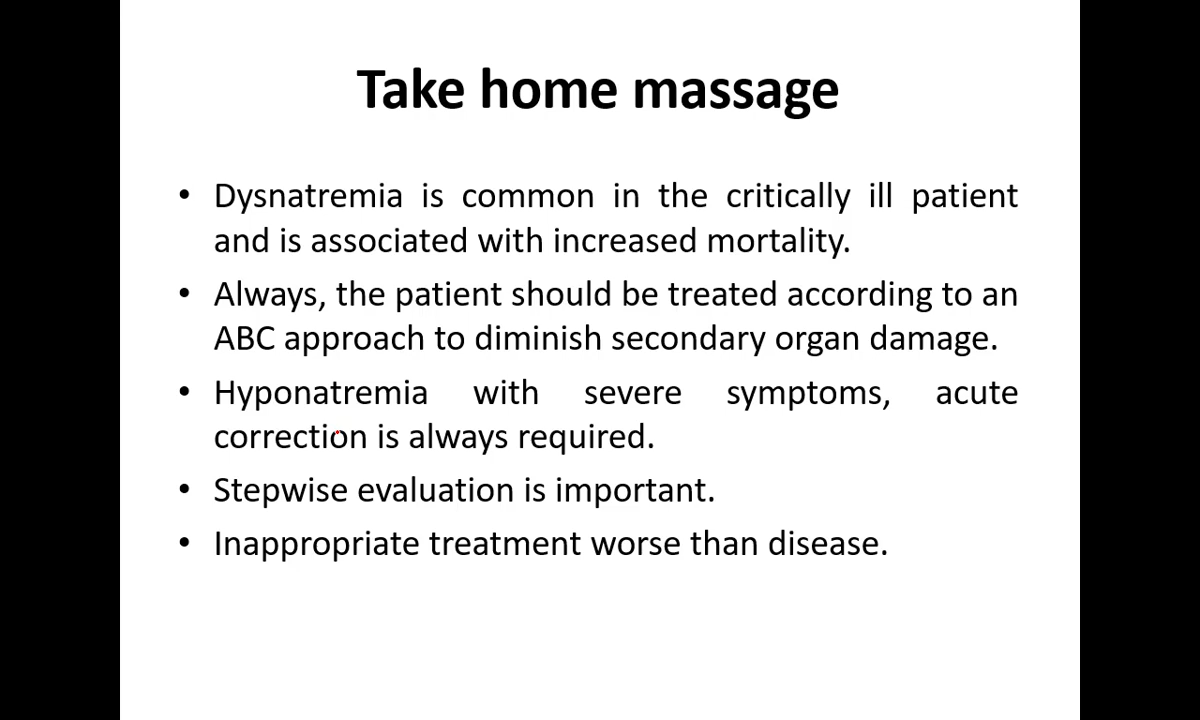 Take home massage
• Dysnatremia is common in the critically ill patient
and is associated with increased mortality.
• Always, the patient should be treated according to an
ABC approach to diminish secondary organ damage.
• Hyponatremia with severe symptoms, acute
correction is always required.
• Stepwise evaluation is important.
• Inappropriate treatment worse than disease.